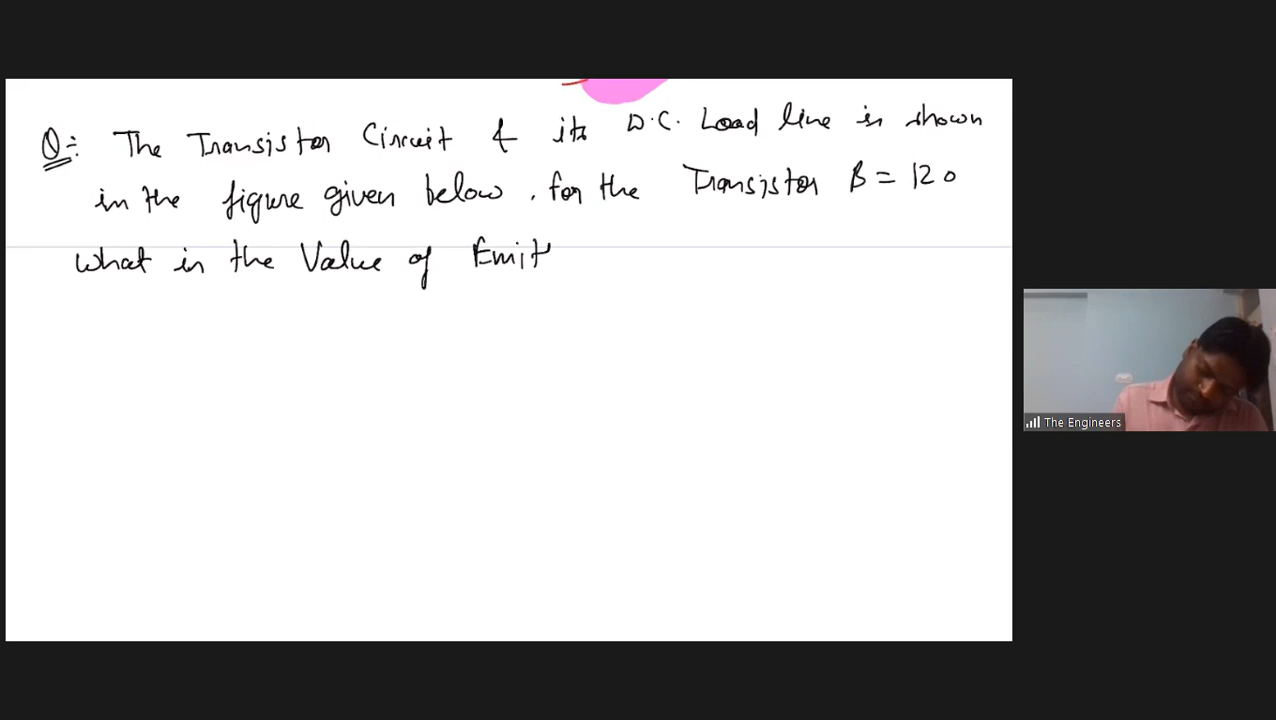 Q:- The Transistor Circuit & its D.C. Load line is shown
in the figure given below. for the Transistor β = 120
what is the Value of Emit
The Engineers